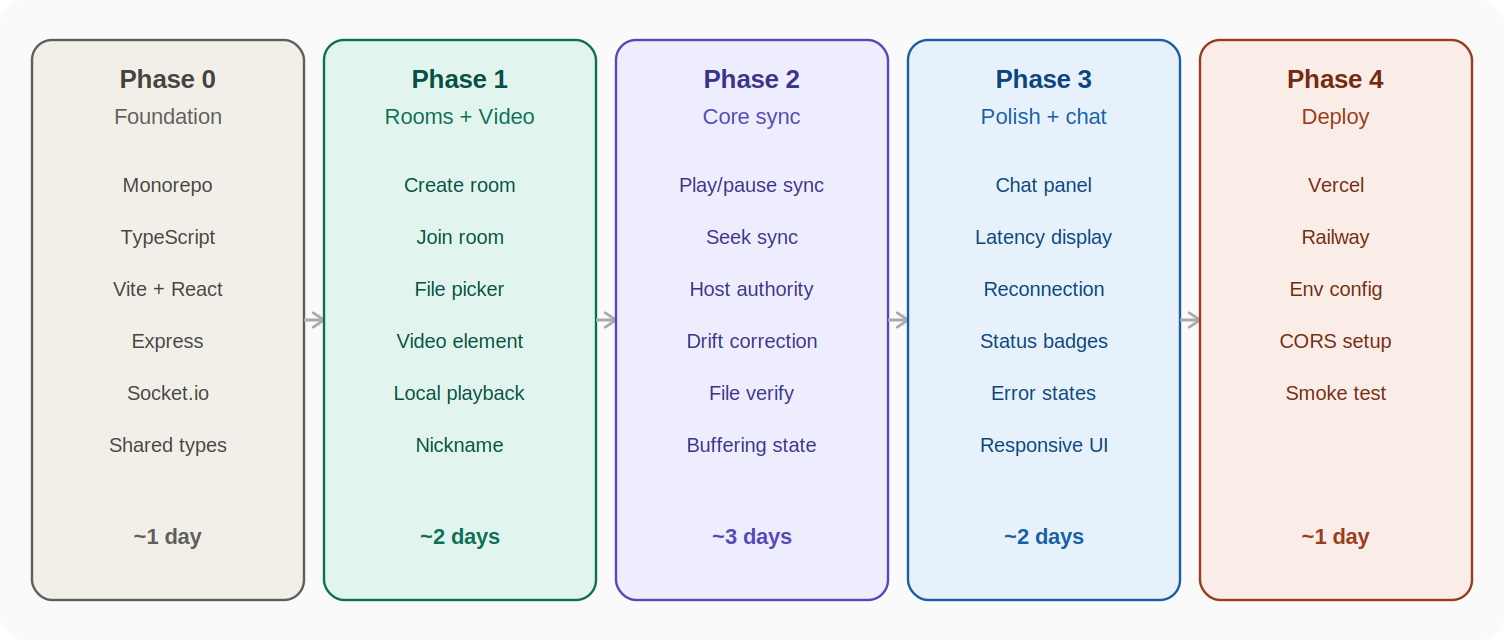 Phase 0
Foundation
Monorepo
TypeScript
Vite + React
Express
Socket.io
Shared types
~1 day
Phase 1
Rooms + Video
Create room
Join room
File picker
Video element
Local playback
Nickname
~2 days
Phase 2
Core sync
Play/pause sync
Seek sync
Host authority
Drift correction
File verify
Buffering state
~3 days
Phase 3
Polish + chat
Chat panel
Latency display
Reconnection
Status badges
Error states
Responsive UI
~2 days
Phase 4
Deploy
Vercel
Railway
Env config
CORS setup
Smoke test
~1 day